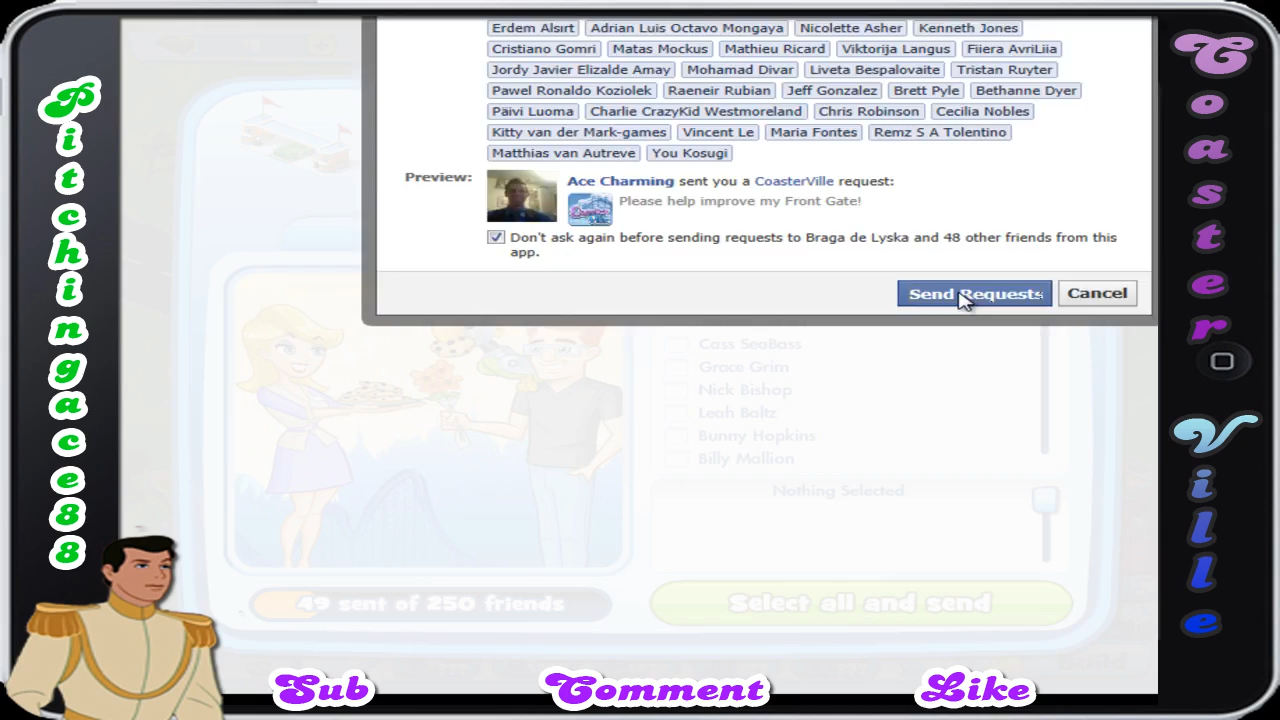 Pitchingace88
Erdem Alsırt Adrian Luis Octavo Mongaya Nicolette Asher Kenneth Jones
Cristiano Gomri Matas Mockus Mathieu Ricard Viktorija Langus Fiiera AvriLiia
Jordy Javier Elizalde Amay Mohamad Divar Liveta Bespalovaite Tristan Ruyter
Pawel Ronaldo Koziolek Raeneir Rubian Jeff Gonzalez Brett Pyle Bethanne Dyer
Päivi Luoma Charlie CrazyKid Westmoreland Chris Robinson Cecilia Nobles
Kitty van der Mark-games Vincent Le Maria Fontes Remz S A Tolentino
Matthias van Autreve You Kosugi
Preview: Ace Charming sent you a CoasterVille request:
Please help improve my Front Gate!
Don't ask again before sending requests to Braga de Lyska and 48 other friends from this
app.
Send Requests Cancel
Cass SeaBass
Grace Grim
Nick Bishop
Leah Baltz
Bunny Hopkins
Billy Mallion
Nothing Selected
49 sent of 250 friends Select all and send
Coaster Ville
Sub Comment Like